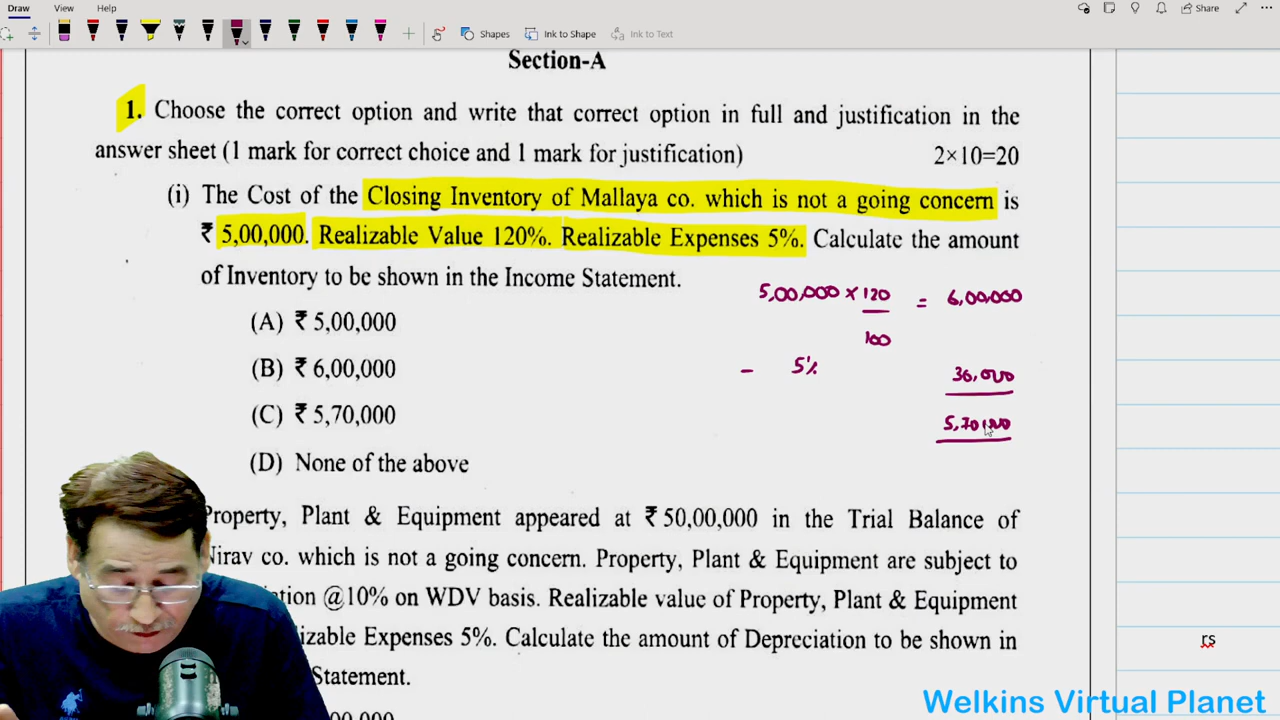 Draw View Help
Share
Shapes Ink to Shape Ink to Text
Section-A
1. Choose the correct option and write that correct option in full and justification in the
answer sheet (1 mark for correct choice and 1 mark for justification) 2×10=20
(i) The Cost of the Closing Inventory of Mallaya co. which is not a going concern is
₹ 5,00,000. Realizable Value 120%. Realizable Expenses 5%. Calculate the amount
of Inventory to be shown in the Income Statement.
5,00,000 × 120 = 6,00,000
100
(A) ₹ 5,00,000
(B) ₹ 6,00,000
- 5% 30,000
(C) ₹ 5,70,000
5,70,000
(D) None of the above
Property, Plant & Equipment appeared at ₹ 50,00,000 in the Trial Balance of
Nirav co. which is not a going concern. Property, Plant & Equipment are subject to
@10% on WDV basis. Realizable value of Property, Plant & Equipment
Expenses 5%. Calculate the amount of Depreciation to be shown in
Statement.
rs
Welkins Virtual Planet